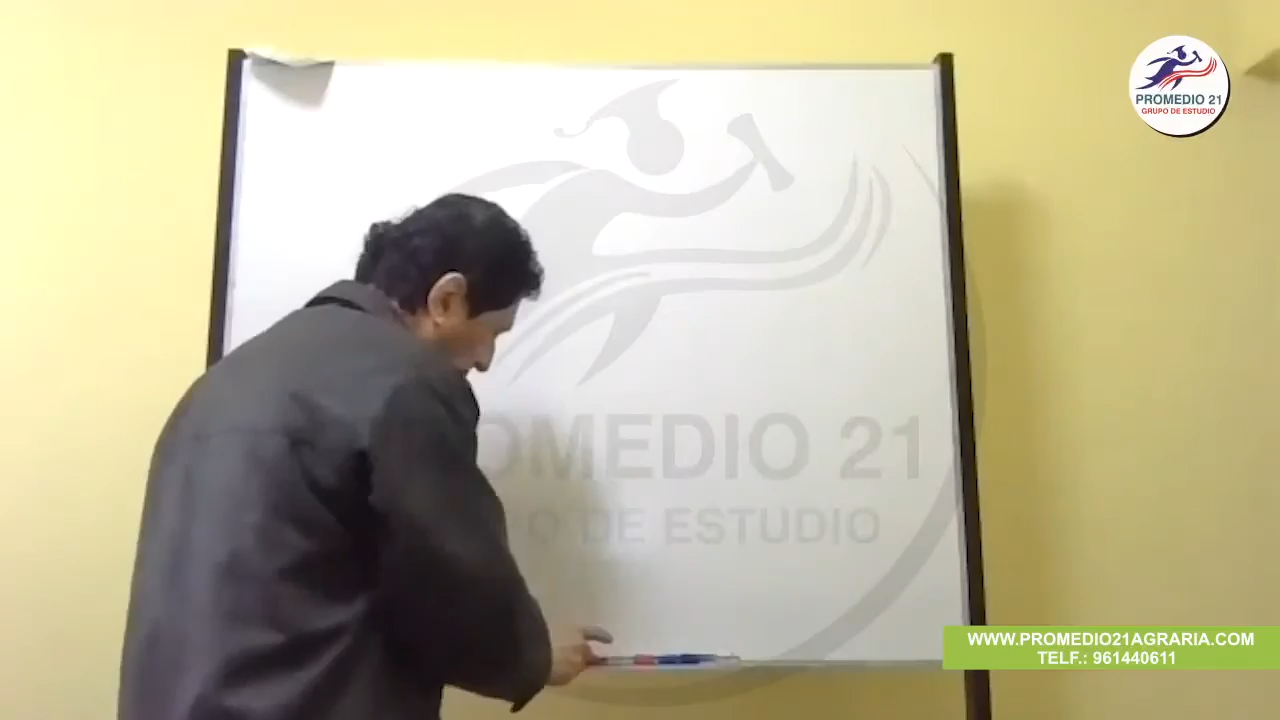 PROMEDIO 21
GRUPO DE ESTUDIO
OMEDIO 21
O DE ESTUDIO
WWW.PROMEDIO21AGRARIA.COM
TELF.: 961440611